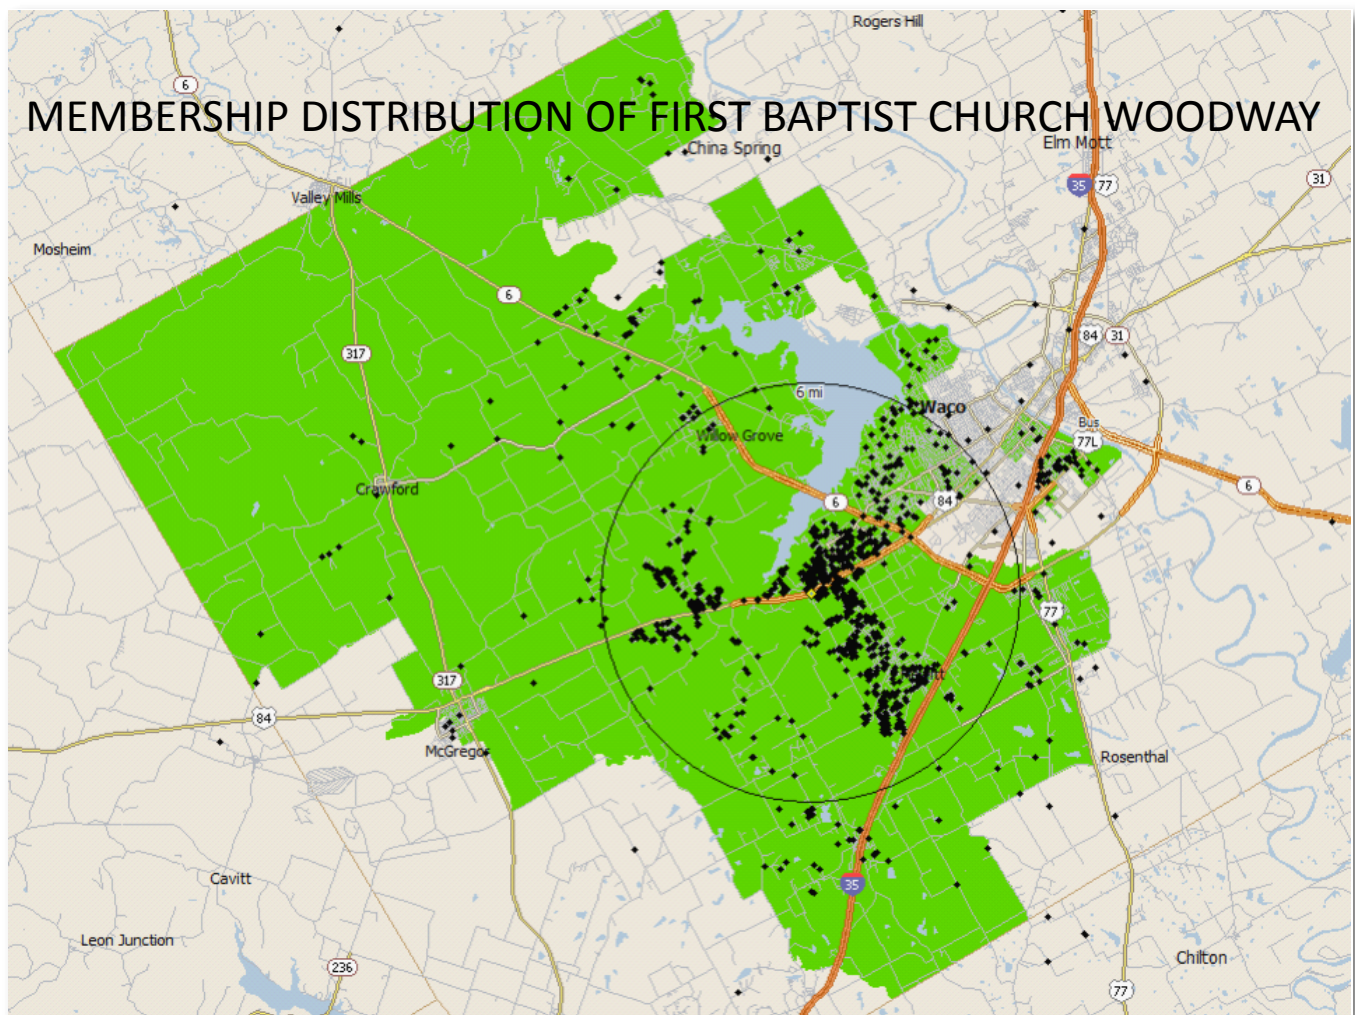 Rogers Hill
6
MEMBERSHIP DISTRIBUTION OF FIRST BAPTIST CHURCH WOODWAY
Elm Mott
China Spring
31
35 77
Valley Mills
Mosheim
6
84 31
317
6 mi
Waco
Bus
77L
Willow Grove
Crawford
6
84
6
77
317
84
McGregor
Rosenthal
Cavitt
35
Leon Junction
Chilton
236
77